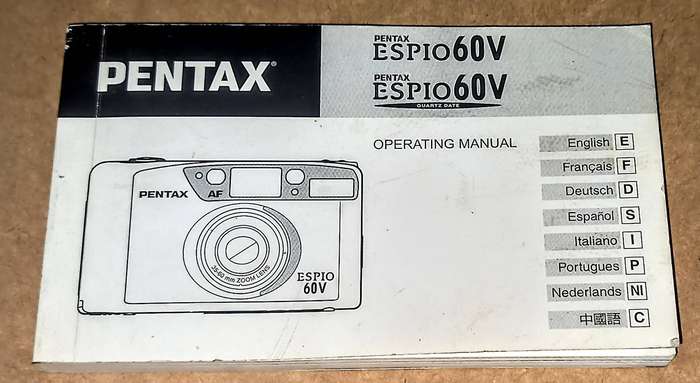 PENTAX®
PENTAX
ESPIO60V
PENTAX
ESPIO60V
QUARTZ DATE
OPERATING MANUAL
English E
Français F
Deutsch D
Español S
Italiano I
Portugues P
Nederlands Nl
中國語 C
PENTAX AF
35-60 mm ZOOM LENS
ESPIO
60V